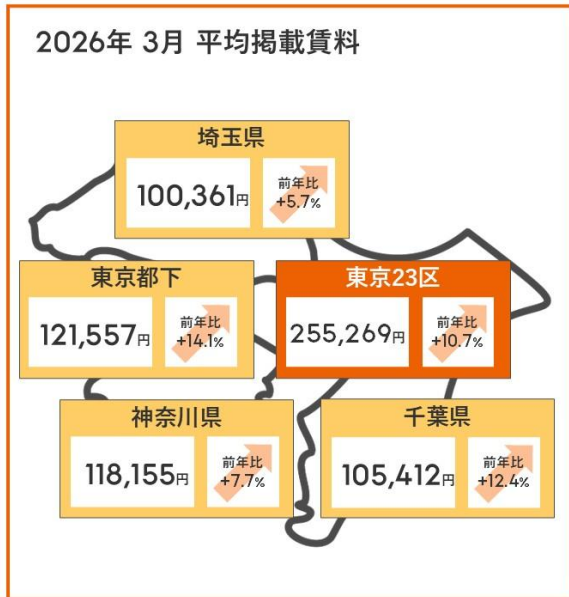 2026年 3月 平均掲載賃料
埼玉県
100,361円
前年比
+5.7%
東京都下
121,557円
前年比
+14.1%
東京23区
255,269円
前年比
+10.7%
神奈川県
118,155円
前年比
+7.7%
千葉県
105,412円
前年比
+12.4%